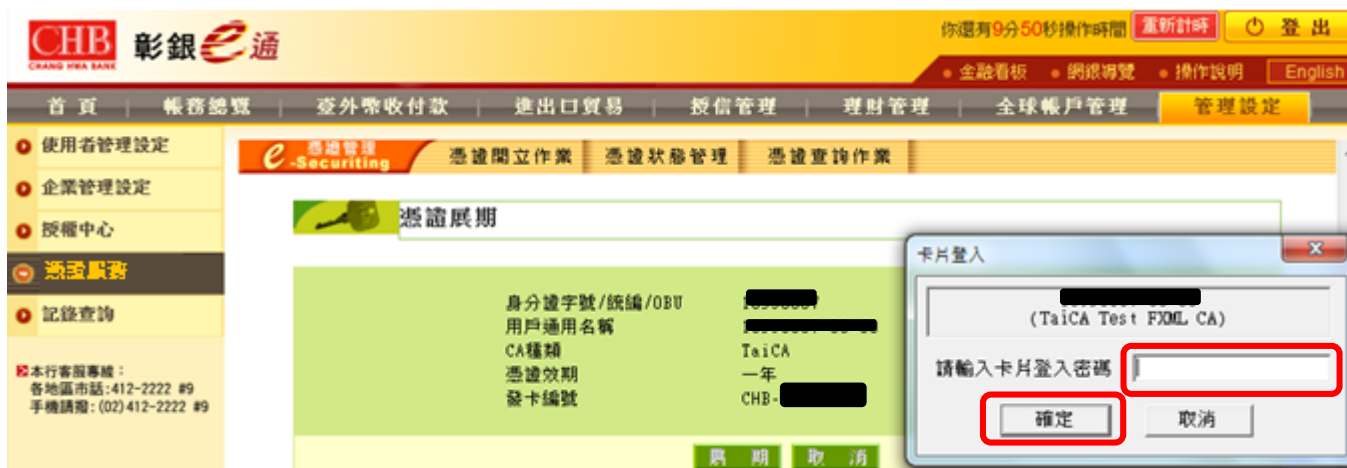 CHB 彰銀e通
CHANG HWA BANK
你還有9分50秒操作時間 重新計時 登出
金融看板 網銀導覽 操作說明 English
首頁 帳務總覽 臺外幣收付款 進出口貿易 授信管理 理財管理 全球帳戶管理 管理設定
使用者管理設定
企業管理設定
授權中心
憑證服務
記錄查詢
本行客服專線:
各地區市話:412-2222 #9
手機請撥:(02)412-2222 #9
憑證管理
e-Securiting
憑證開立作業 憑證狀態管理 憑證查詢作業
憑證展期
身分證字號/統編/OBU
用戶通用名稱
CA種類 TaiCA
憑證效期 一年
發卡編號 CHB-
展期 取消
卡片登入
(TaiCA Test FXML CA)
請輸入卡片登入密碼
確定 取消